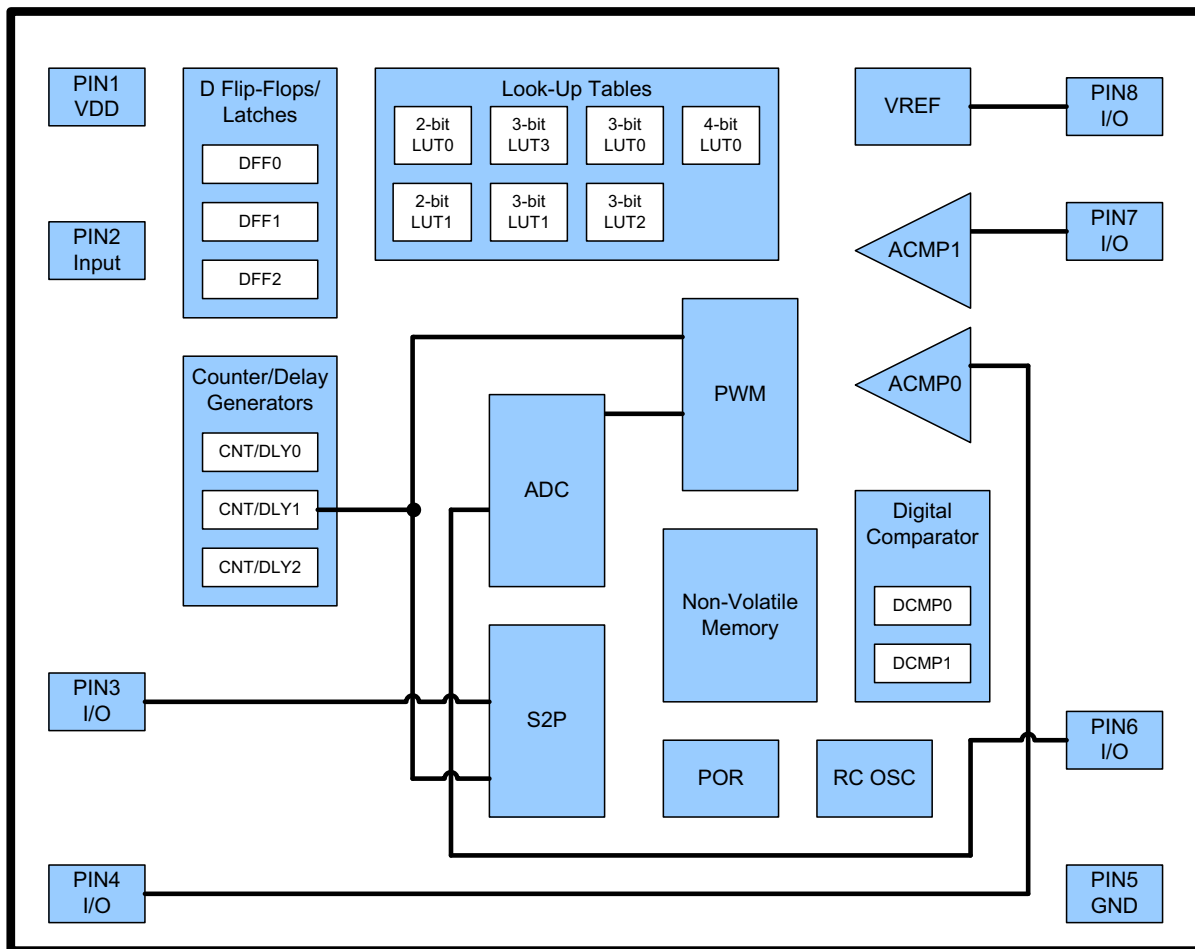 PIN1
VDD
D Flip-Flops/
Latches
DFF0
DFF1
DFF2
Look-Up Tables
2-bit
LUT0
3-bit
LUT3
3-bit
LUT0
4-bit
LUT0
2-bit
LUT1
3-bit
LUT1
3-bit
LUT2
VREF
PIN8
I/O
PIN2
Input
ACMP1
PIN7
I/O
Counter/Delay
Generators
CNT/DLY0
CNT/DLY1
CNT/DLY2
ADC
PWM
ACMP0
Non-Volatile
Memory
Digital
Comparator
DCMP0
DCMP1
PIN3
I/O
S2P
POR
RC OSC
PIN6
I/O
PIN4
I/O
PIN5
GND